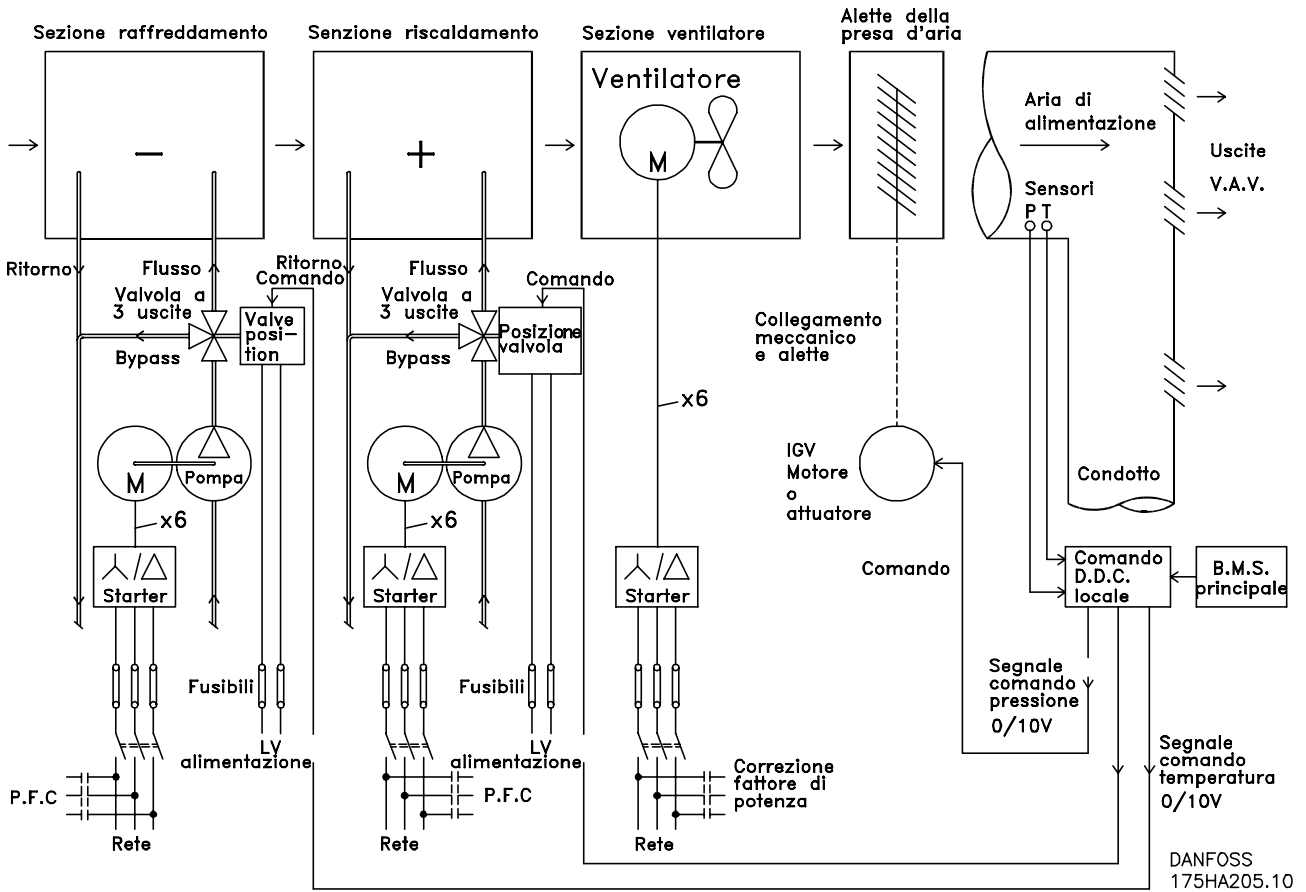 Sezione raffreddamento
Senzione riscaldamento
Sezione ventilatore
Alette della
presa d'aria
Ventilatore
M
−
+
Aria di
alimentazione
Uscite
V.A.V.
Sensori
P T
Ritorno
Flusso
Valvola a
3 uscite
Bypass
Comando
Valve
posi-
tion
Ritorno
Flusso
Valvola a
3 uscite
Bypass
Comando
Posizione
valvola
Collegamento
meccanico
e alette
x6
M
Pompa
x6
M
Pompa
x6
IGV
Motore
o
attuatore
Condotto
Starter
Starter
Starter
Comando
Comando
D.D.C.
locale
B.M.S.
principale
Fusibili
Fusibili
Segnale
comando
pressione
0/10V
LV
alimentazione
LV
alimentazione
Segnale
comando
temperatura
0/10V
P.F.C
P.F.C
Correzione
fattore di
potenza
Rete
Rete
Rete
DANFOSS
175HA205.10